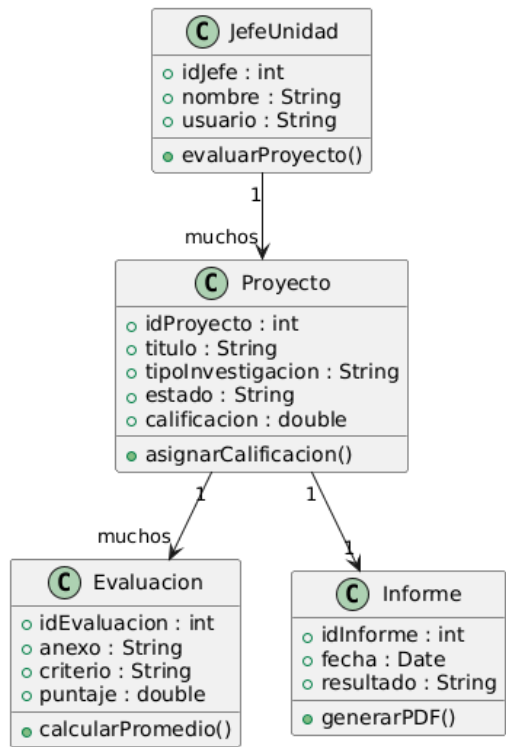 C JefeUnidad
idJefe : int
nombre : String
usuario : String
evaluarProyecto()
1
muchos
C Proyecto
idProyecto : int
titulo : String
tipoInvestigacion : String
estado : String
calificacion : double
asignarCalificacion()
1 1
muchos 1
C Evaluacion
idEvaluacion : int
anexo : String
criterio : String
puntaje : double
calcularPromedio()
C Informe
idInforme : int
fecha : Date
resultado : String
generarPDF()